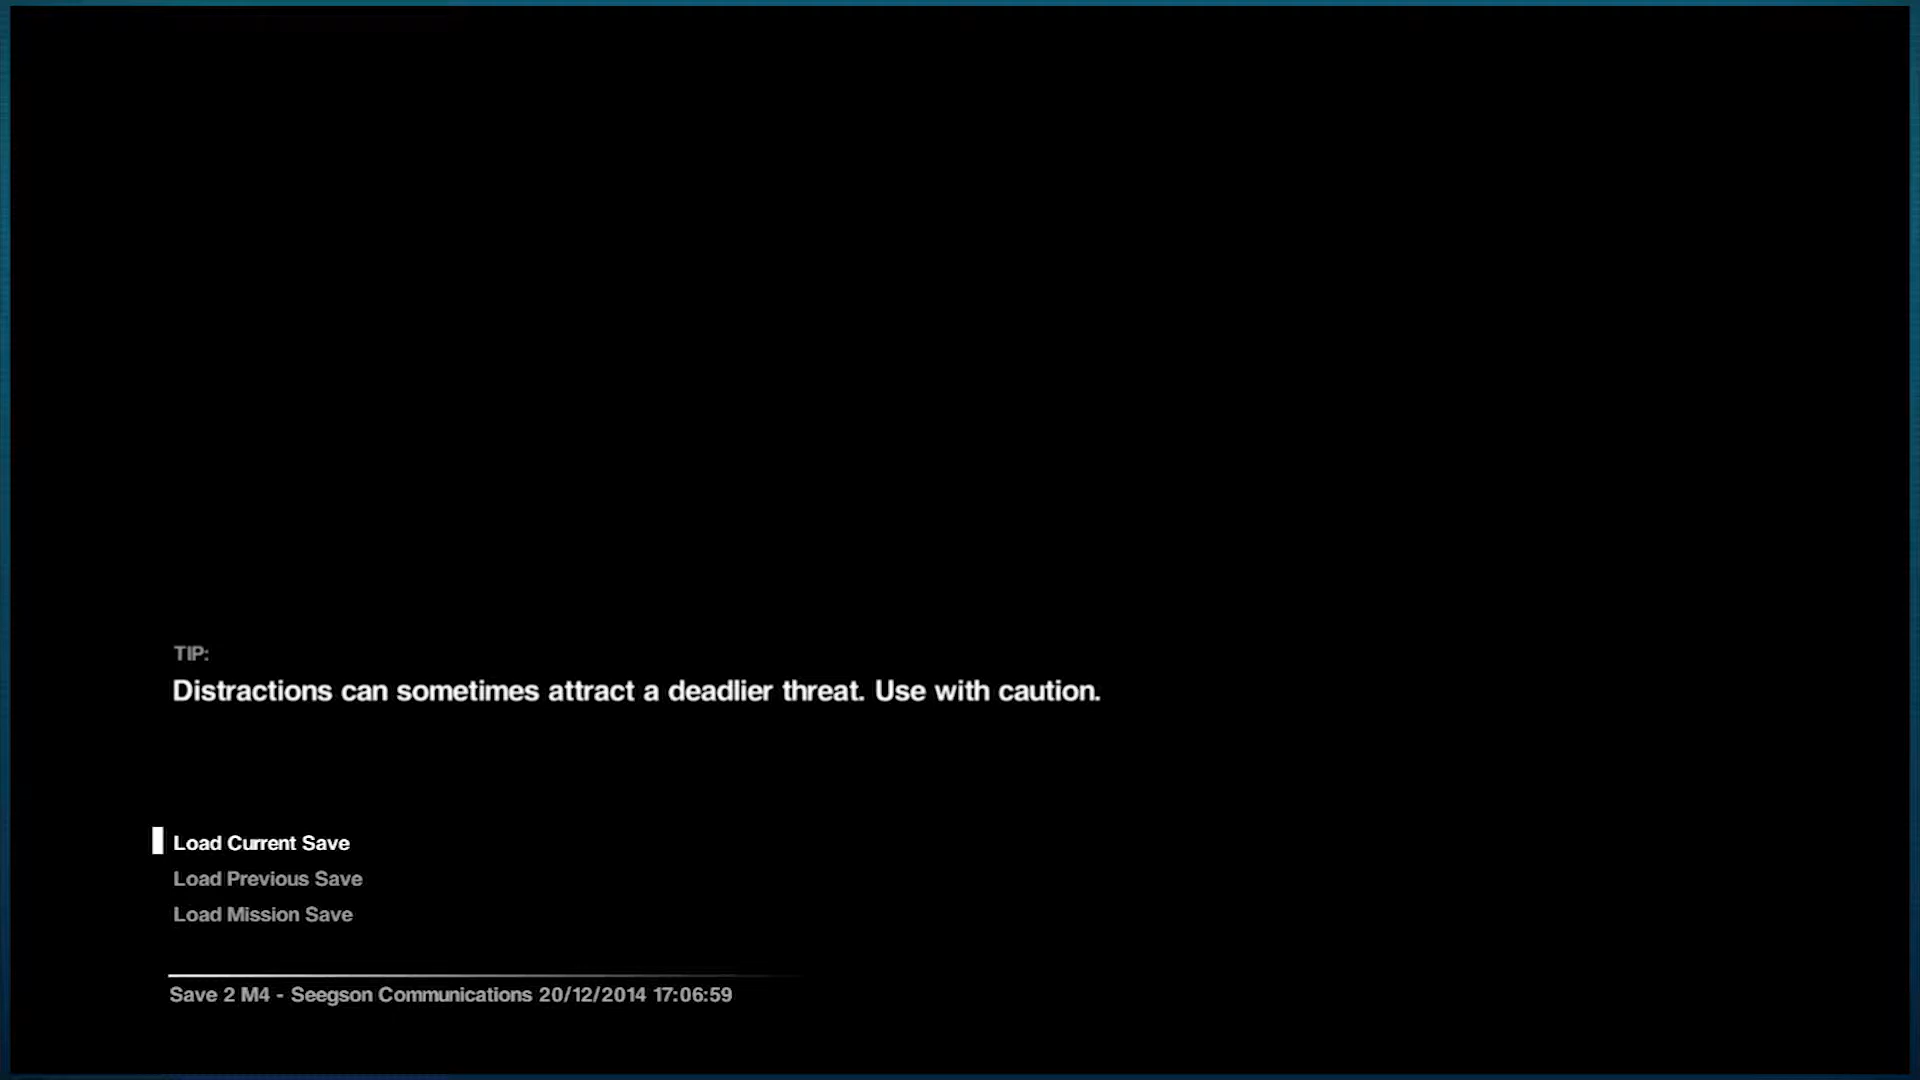 TIP:
Distractions can sometimes attract a deadlier threat. Use with caution.
Load Current Save
Load Previous Save
Load Mission Save
Save 2 M4 - Seegson Communications 20/12/2014 17:06:59